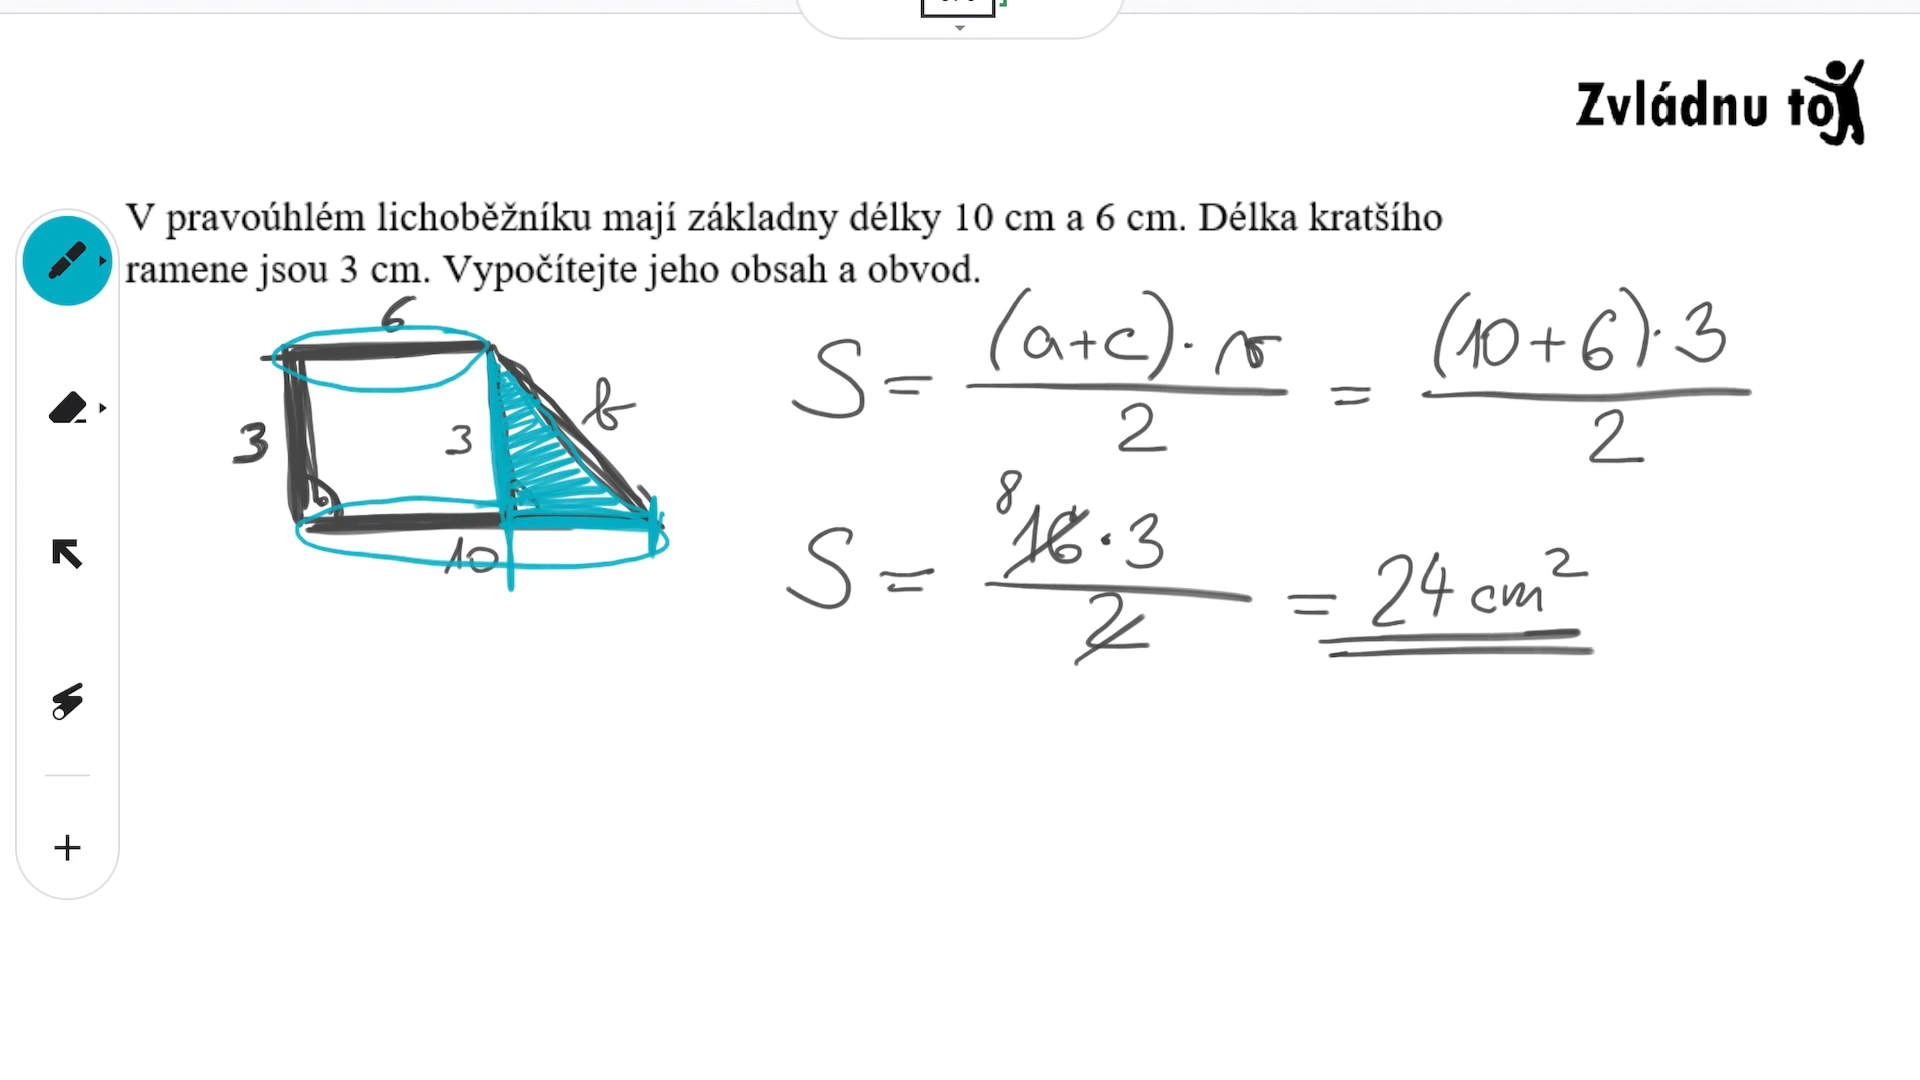 Zvládnu to
V pravoúhlém lichoběžníku mají základny délky 10 cm a 6 cm. Délka kratšího
ramene jsou 3 cm. Vypočítejte jeho obsah a obvod.
6
3
3
b
10
S = (a+c)·v / 2 = (10+6)·3 / 2
8
S = 16·3 / 2 = 24 cm²